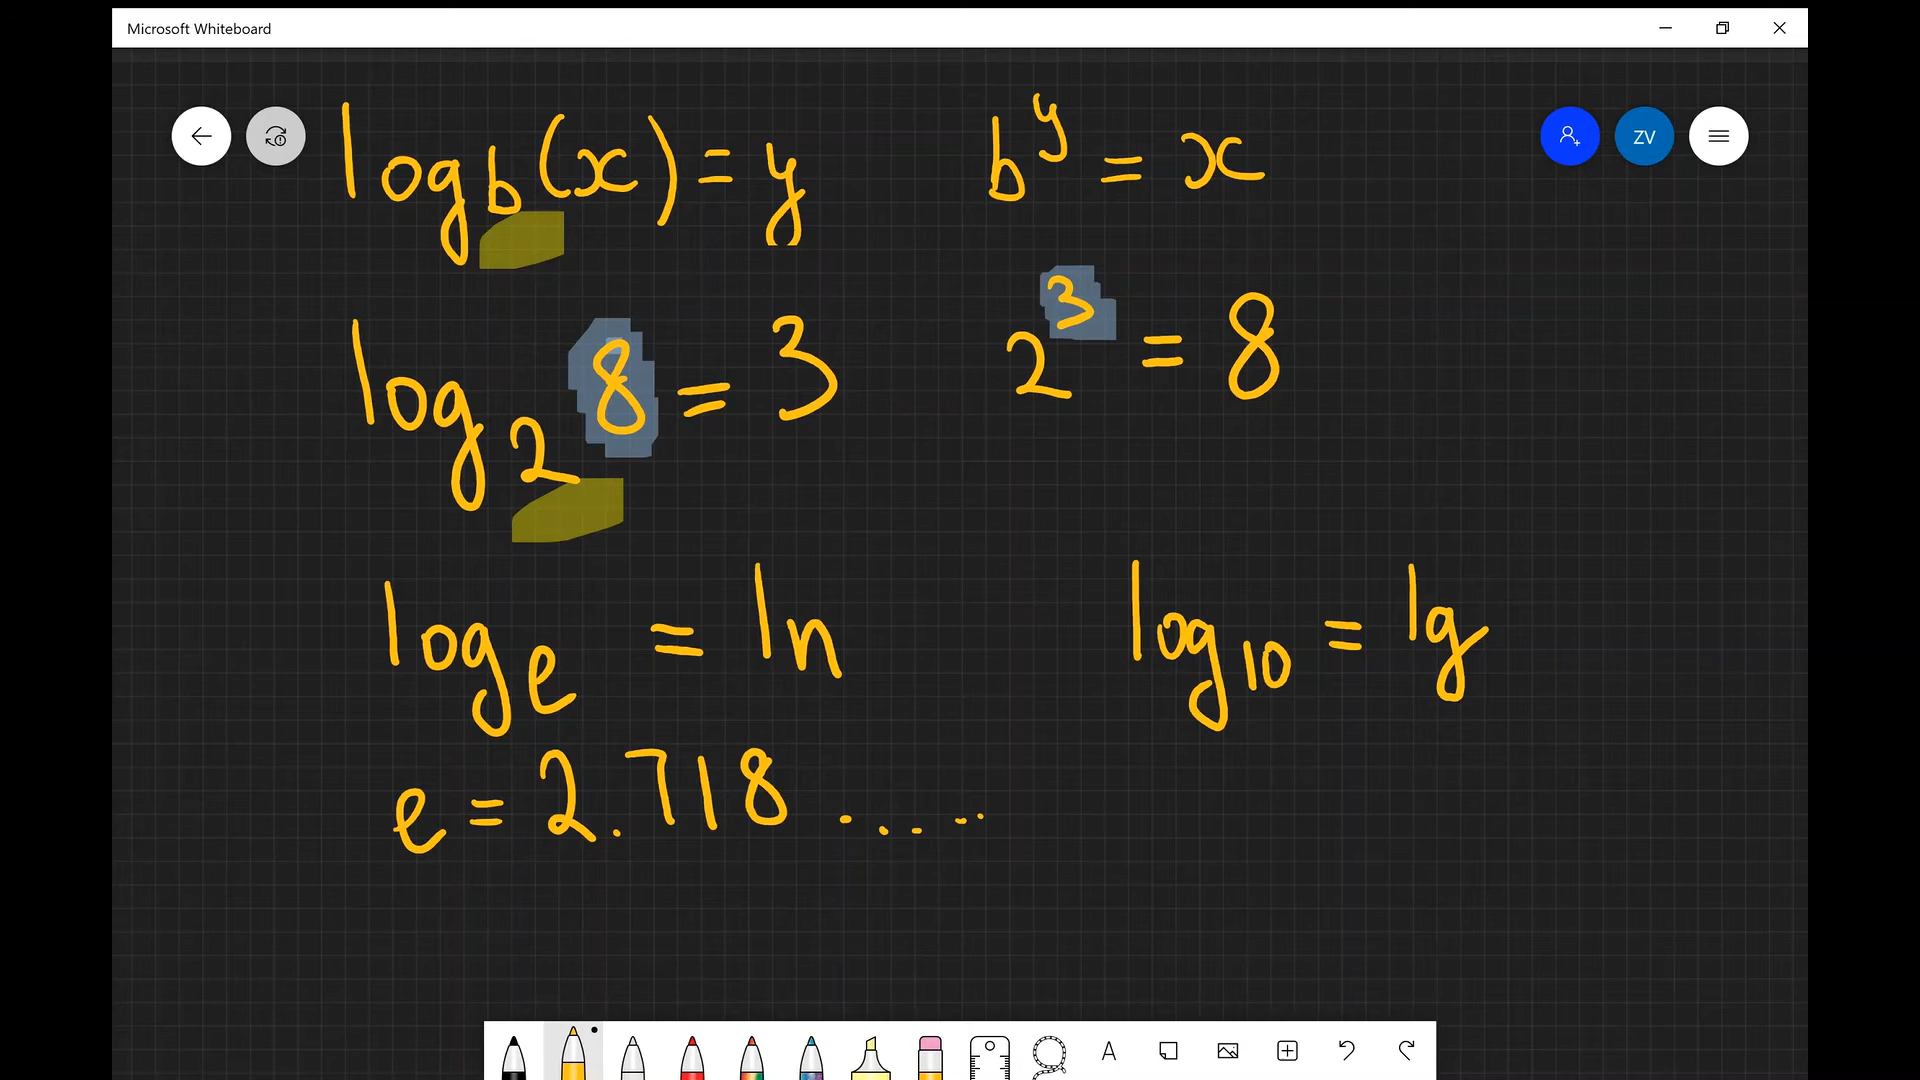 Microsoft Whiteboard
log_b(x) = y    b^y = x
ZV
log_2 8 = 3    2^3 = 8
log_e = ln    log_10 = lg
e = 2.718 ......
A